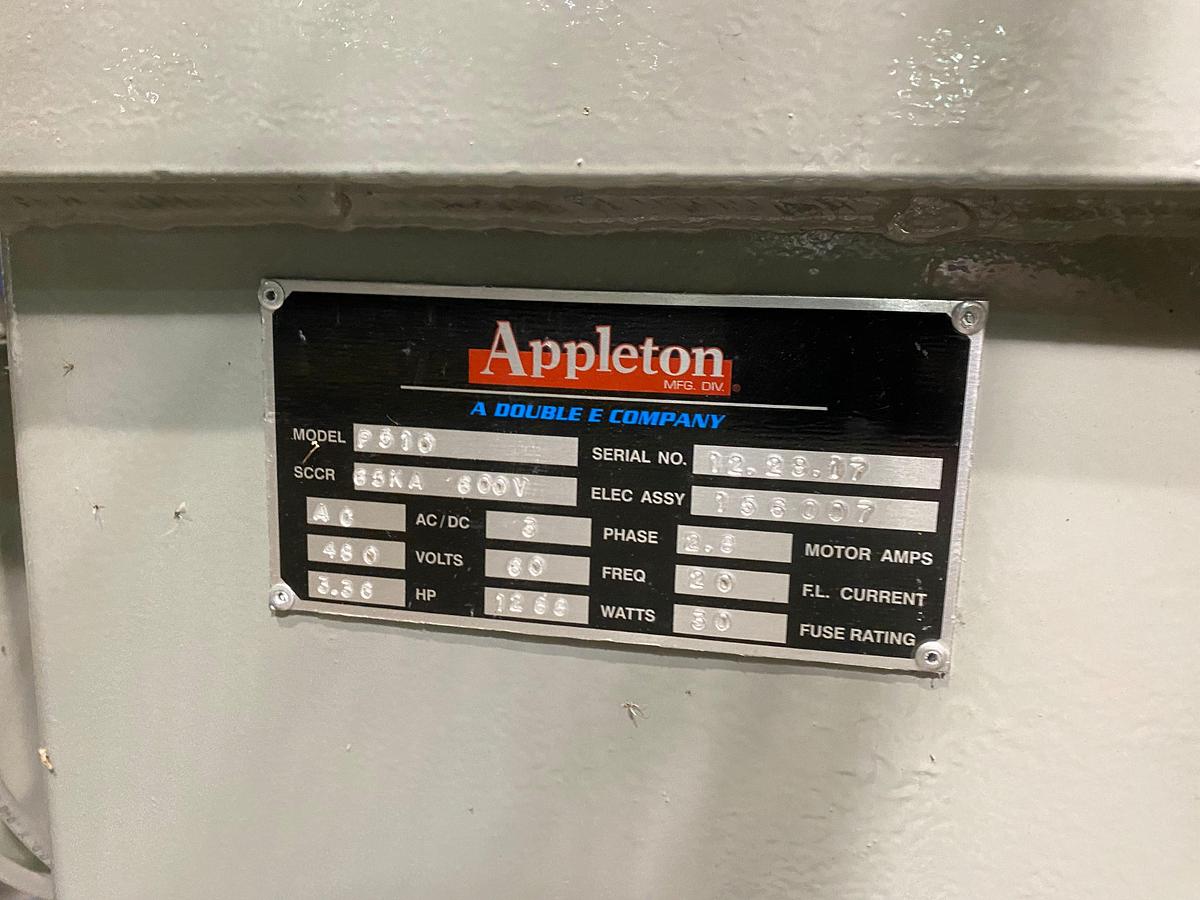 Appleton
MFG. DIV. ®
A DOUBLE E COMPANY
MODEL P510 SERIAL NO. 12.28.17
SCCR 65KA 600V ELEC ASSY 156007
AC AC/DC 3 PHASE 2.8 MOTOR AMPS
480 VOLTS 60 FREQ 20 F.L. CURRENT
3.36 HP WATTS 30 FUSE RATING